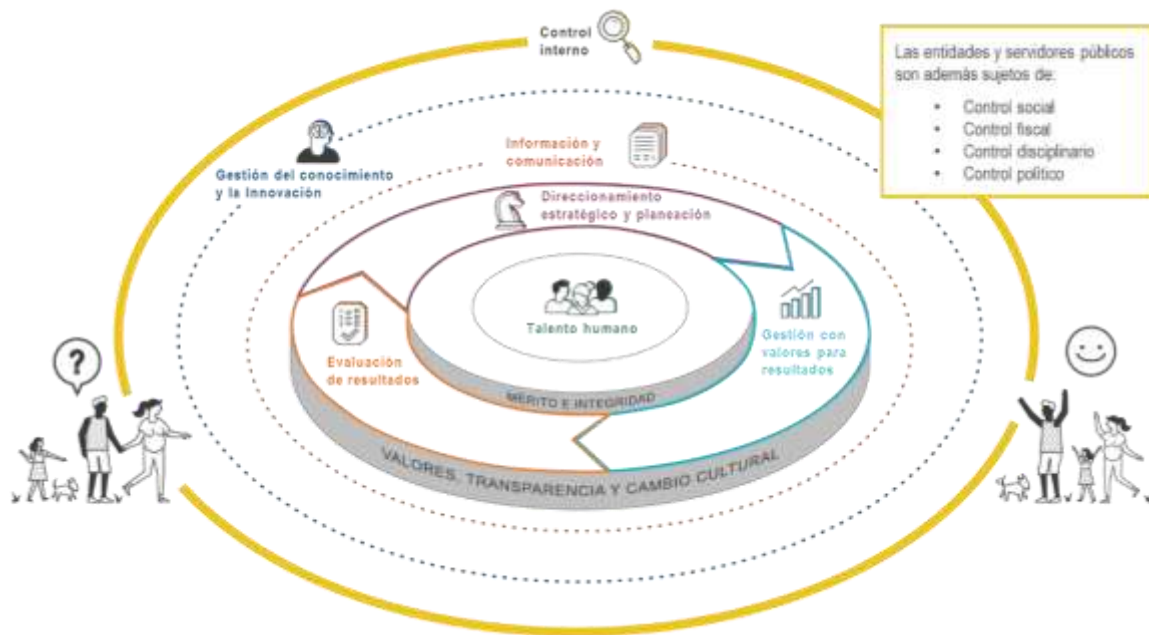 Control
interno
Las entidades y servidores públicos
son además sujetos de:
• Control social
• Control fiscal
• Control disciplinario
• Control político
Gestión del conocimiento
y la Innovación
Información y
comunicación
Direccionamiento
estratégico y planeación
Talento humano
Gestión con
valores para
resultados
Evaluación
de resultados
MÉRITO E INTEGRIDAD
VALORES, TRANSPARENCIA Y CAMBIO CULTURAL
?